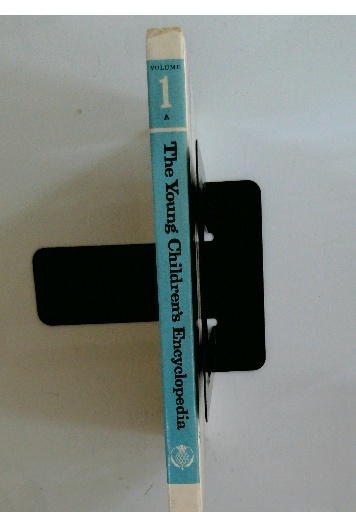 VOLUME
1
A
The Young Children's Encyclopedia